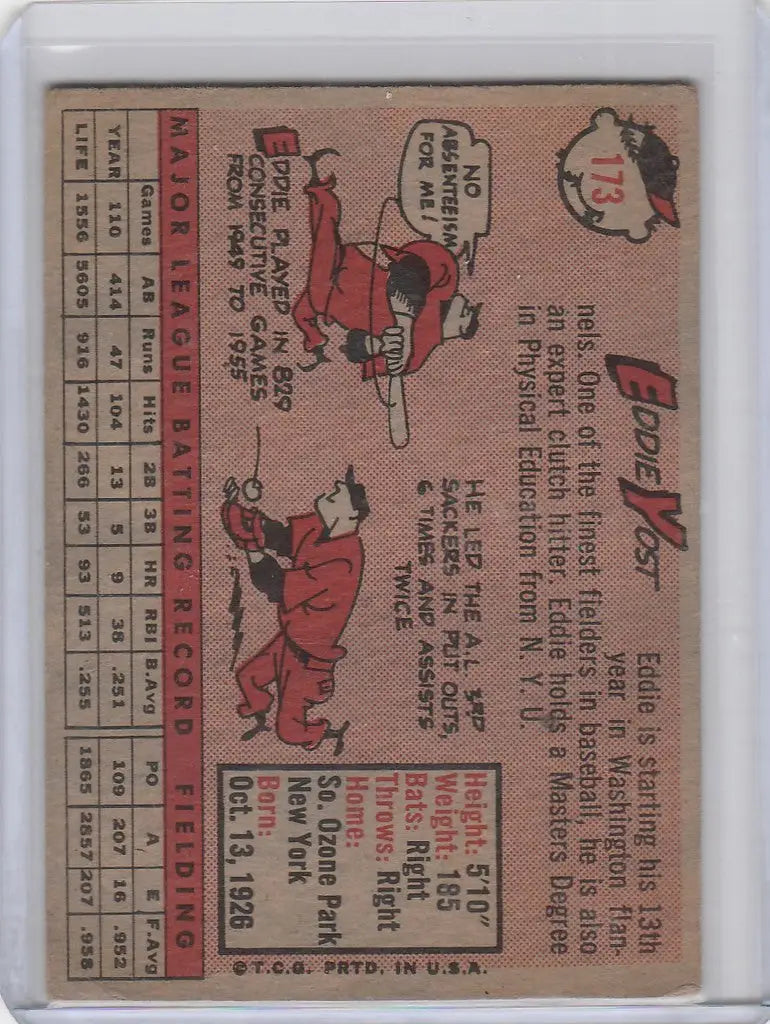 173
EDDIE YOST
Eddie is starting his 13th
year in Washington flan-
nels. One of the finest fielders in baseball, he is also
an expert clutch hitter. Eddie holds a Masters Degree
in Physical Education from N. Y. U.
NO
ABSENTEEISM
FOR ME!
EDDIE PLAYED IN 829
CONSECUTIVE GAMES
FROM 1949 TO 1955
HE LED THE A.L. 3RD
SACKERS IN PUT OUTS,
6 TIMES AND ASSISTS
TWICE
Height: 5'10"
Weight: 185
Bats: Right
Throws: Right
Home:
So. Ozone Park
New York
Born:
Oct. 13, 1926
MAJOR LEAGUE BATTING RECORD FIELDING
Games AB Runs Hits 2B 3B HR RBI B.Avg PO A E F.Avg
YEAR 110 414 47 104 13 5 9 38 .251 109 207 16 .952
LIFE 1556 5605 916 1430 266 53 93 513 .255 1865 2857 207 .958
©T.C.G. PRTD. IN U.S.A.